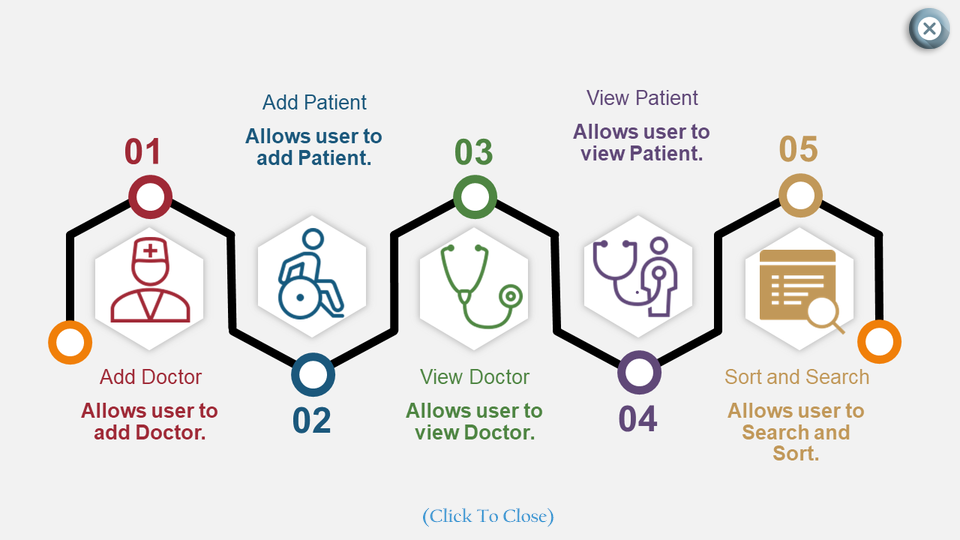 01
Add Doctor
Allows user to
add Doctor.
Add Patient
Allows user to
add Patient.
02
03
View Doctor
Allows user to
view Doctor.
View Patient
Allows user to
view Patient.
04
05
Sort and Search
Allows user to
Search and
Sort.
(Click To Close)